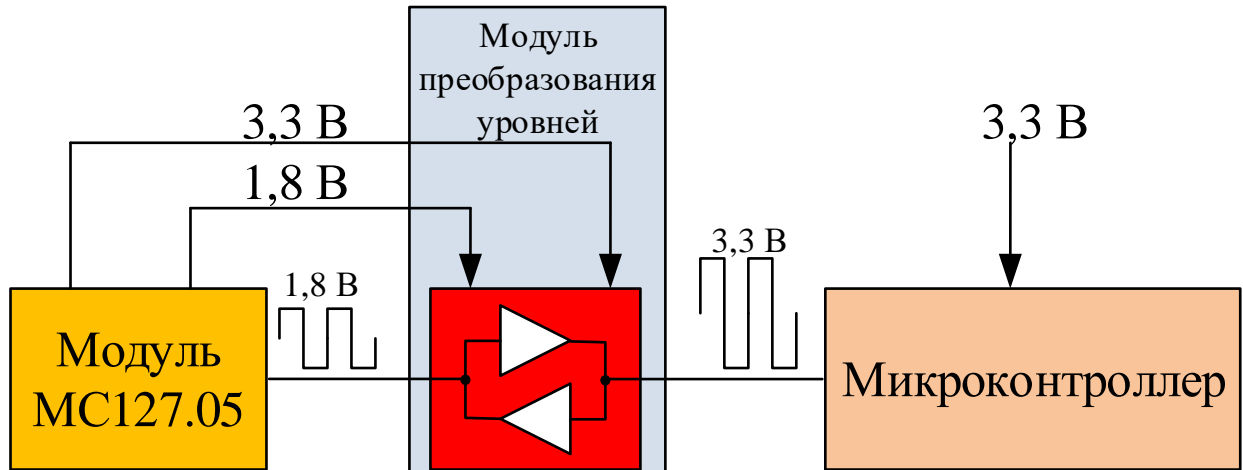 Модуль
преобразования
уровней
3,3 В
1,8 В
3,3 В
1,8 В
3,3 В
Модуль
МС127.05
Микроконтроллер